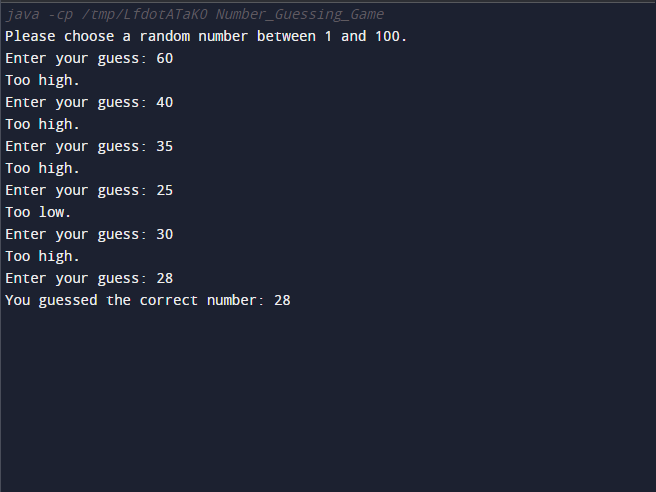 java -cp /tmp/LfdotATaKO Number_Guessing_Game
Please choose a random number between 1 and 100.
Enter your guess: 60
Too high.
Enter your guess: 40
Too high.
Enter your guess: 35
Too high.
Enter your guess: 25
Too low.
Enter your guess: 30
Too high.
Enter your guess: 28
You guessed the correct number: 28